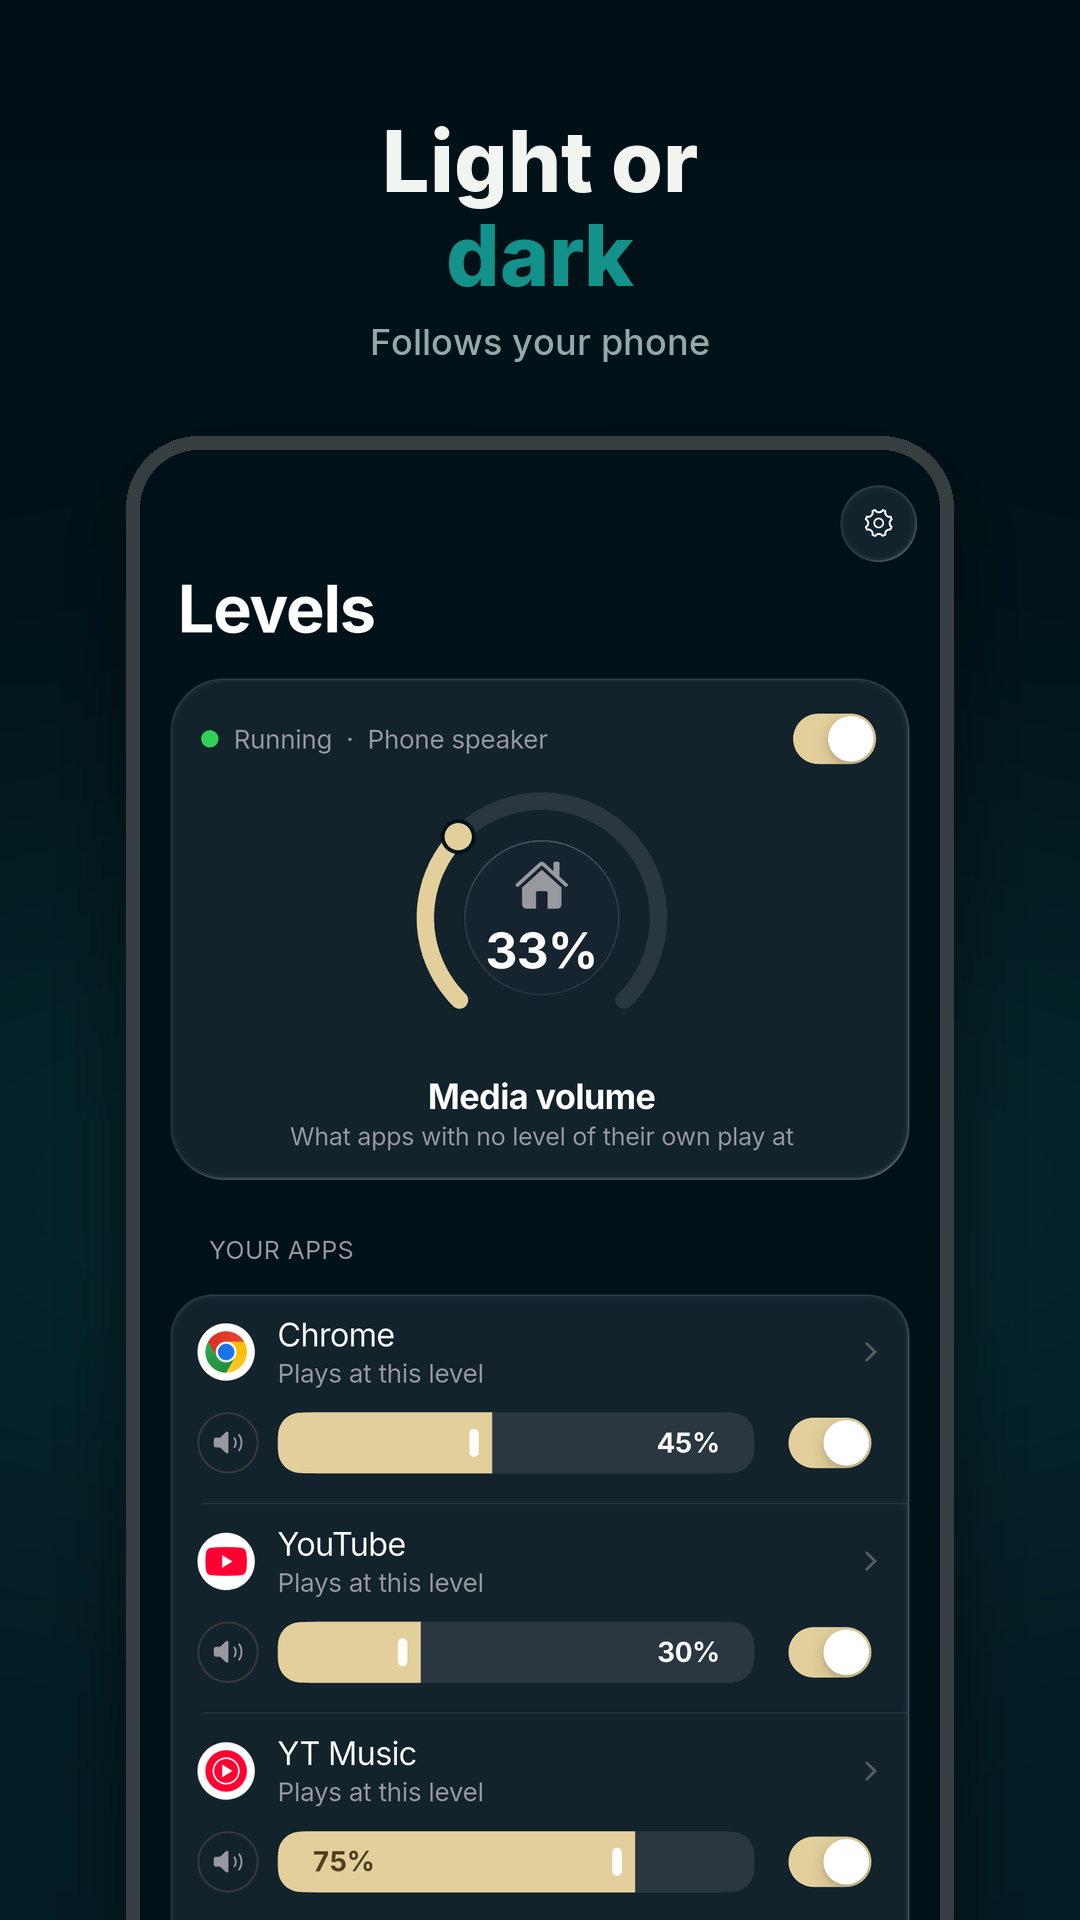 Light or
dark
Follows your phone
Levels
Running · Phone speaker
33%
Media volume
What apps with no level of their own play at
YOUR APPS
Chrome
Plays at this level
45%
YouTube
Plays at this level
30%
YT Music
Plays at this level
75%